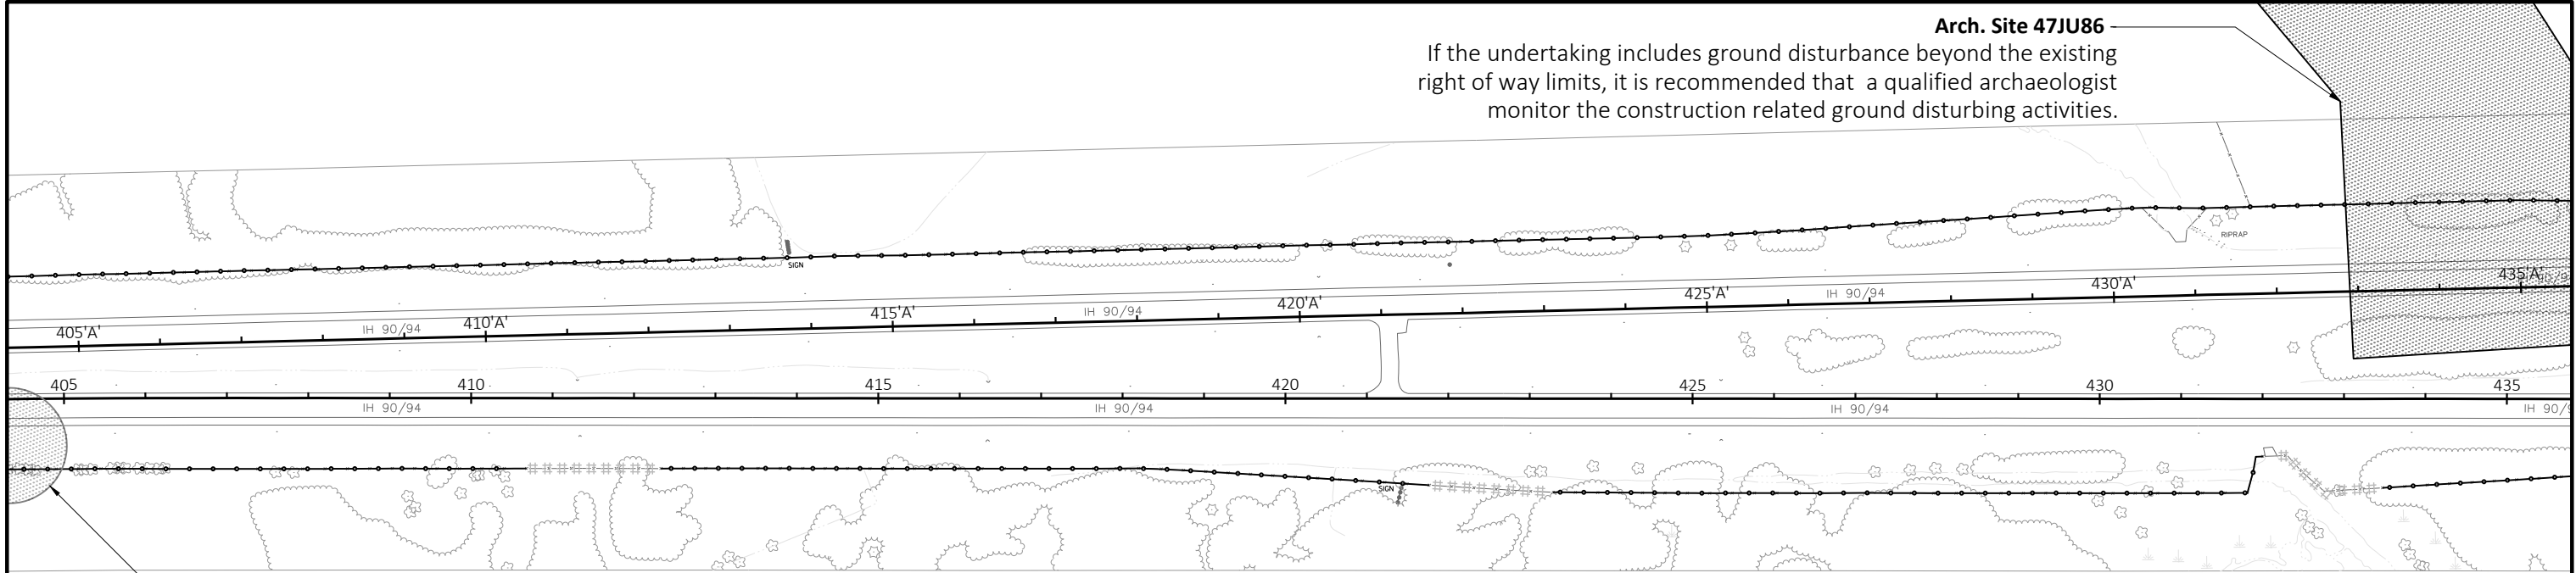 Arch. Site 47JU86
If the undertaking includes ground disturbance beyond the existing
right of way limits, it is recommended that a qualified archaeologist
monitor the construction related ground disturbing activities.
RIPRAP
SIGN
405'A'
IH 90/94
410'A'
415'A'
IH 90/94
420'A'
425'A'
IH 90/94
430'A'
435'A'
405
410
415
420
425
430
435
IH 90/94
IH 90/94
IH 90/94
IH 90/
SIGN